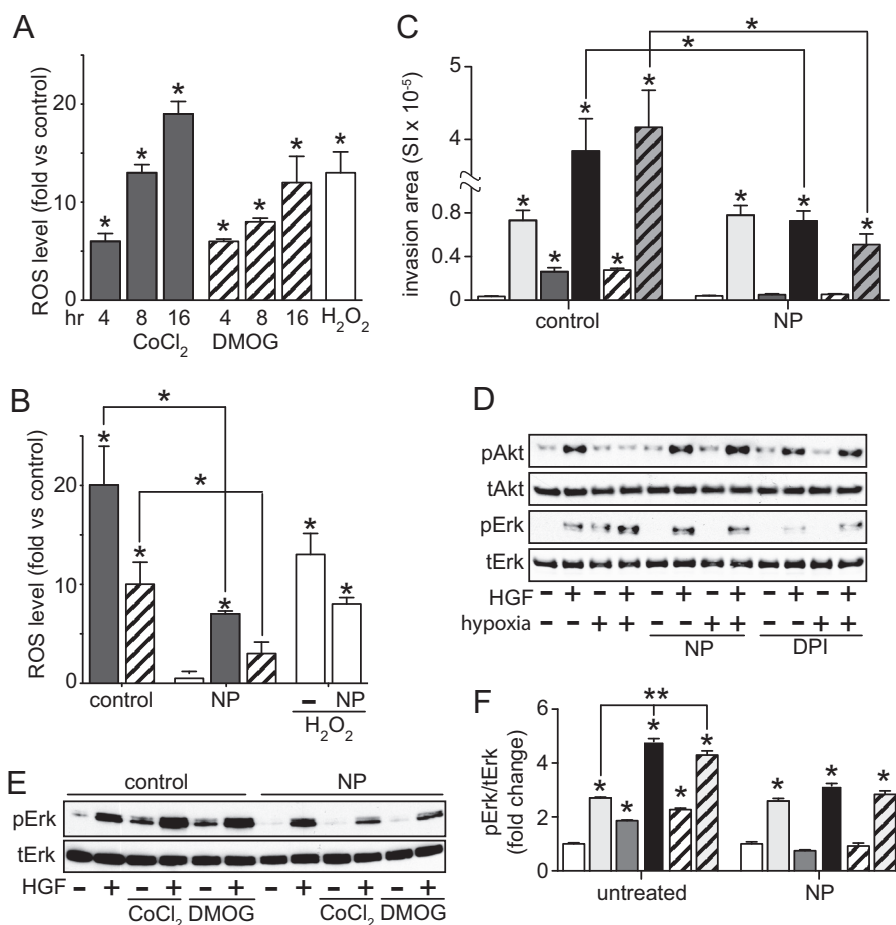 A
ROS level (fold vs control)
20
10
0
* * * * * * *
hr 4 8 16 4 8 16 H2O2
CoCl2 DMOG
B
ROS level (fold vs control)
20
10
0
* *
* * * * * *
control NP – NP
H2O2
C
invasion area (SI x 10-5)
5
4
0.8
0.4
0
* *
* * * * * * * *
control NP
D
pAkt
tAkt
pErk
tErk
HGF – + – + – + – + – + – +
hypoxia – – + + – – + + – – + +
NP DPI
E
control NP
pErk
tErk
HGF – + – + – + – + – + – +
CoCl2 DMOG CoCl2 DMOG
F
pErk/tErk
(fold change)
6
4
2
0
**
* * * * * * * *
untreated NP